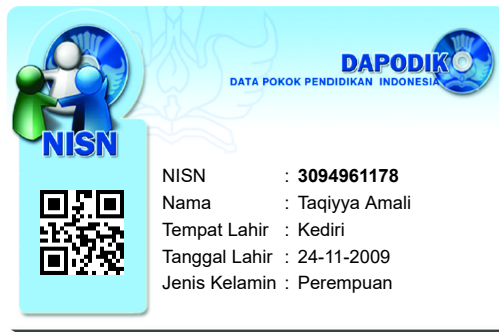 DAPODIK
DATA POKOK PENDIDIKAN INDONESIA
NISN
NISN : 3094961178
Nama : Taqiyya Amali
Tempat Lahir : Kediri
Tanggal Lahir : 24-11-2009
Jenis Kelamin : Perempuan